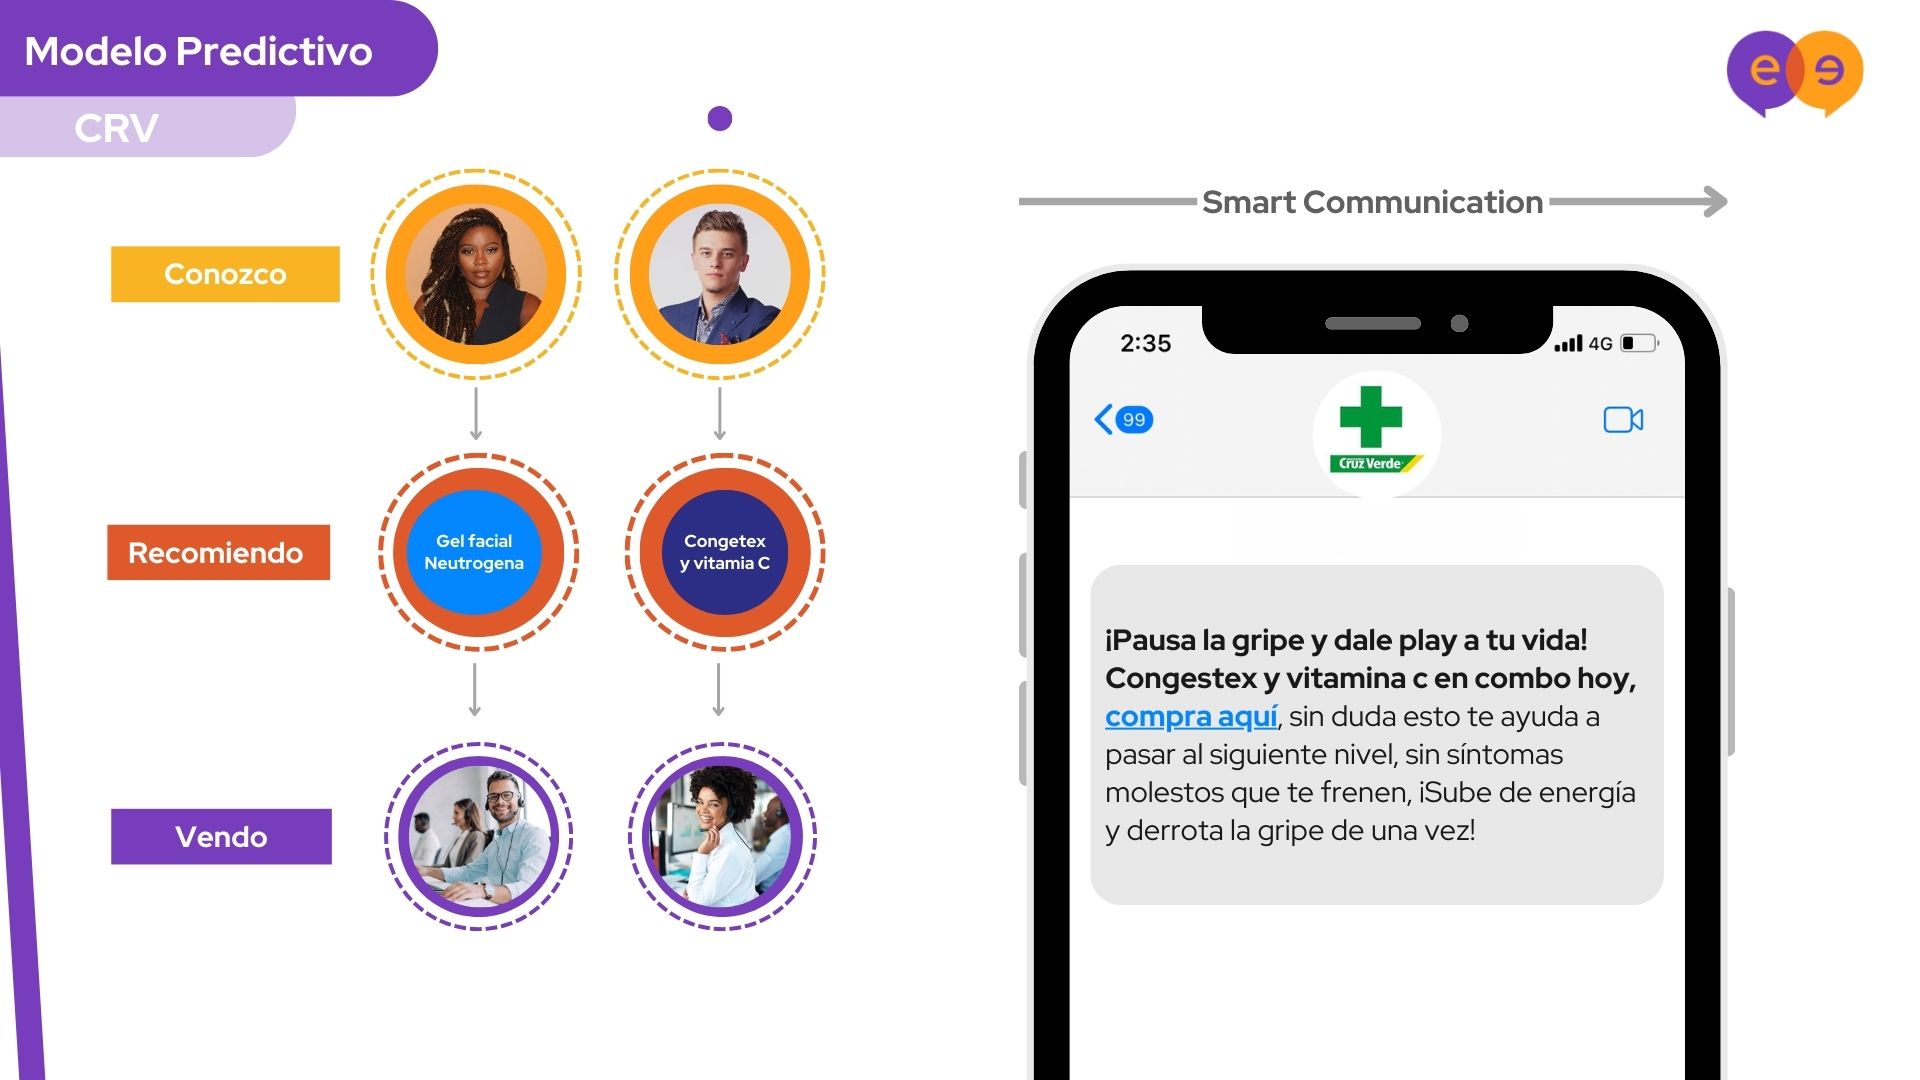 Modelo Predictivo
CRV
Conozco
Recomiendo
Gel facial
Neutrogena
Congetex
y vitamia C
Vendo
e e
Smart Communication
2:35
4G
99
Cruz Verde
¡Pausa la gripe y dale play a tu vida!
Congestex y vitamina c en combo hoy,
compra aquí, sin duda esto te ayuda a
pasar al siguiente nivel, sin síntomas
molestos que te frenen, ¡Sube de energía
y derrota la gripe de una vez!